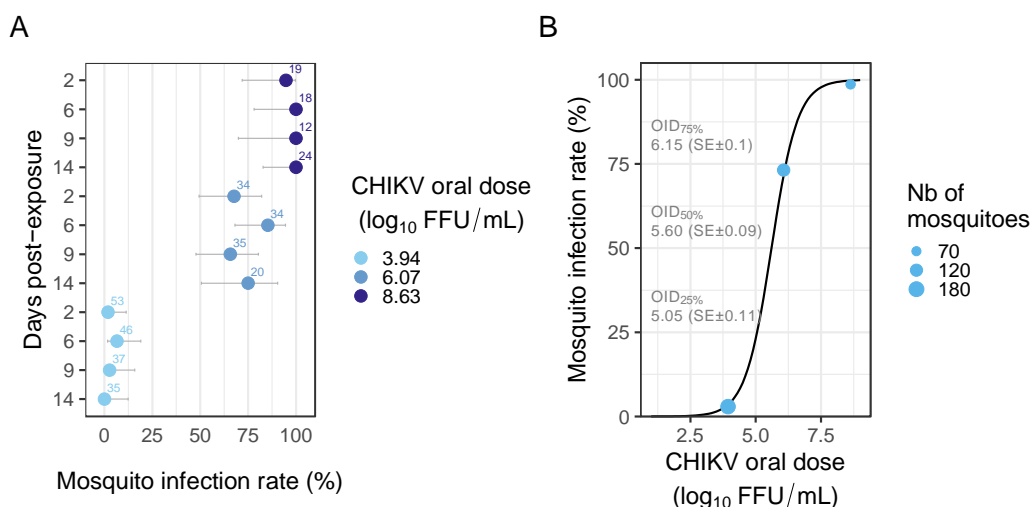 A
Days post−exposure
2
6
9
14
2
6
9
14
2
6
9
14
19
18
12
24
34
34
35
20
53
46
37
35
0 25 50 75 100
Mosquito infection rate (%)
CHIKV oral dose
(log10 FFU/mL)
3.94
6.07
8.63
B
Mosquito infection rate (%)
100
75
50
25
0
OID75%
6.15 (SE±0.1)
OID50%
5.60 (SE±0.09)
OID25%
5.05 (SE±0.11)
2.5 5.0 7.5
CHIKV oral dose
(log10 FFU/mL)
Nb of
mosquitoes
70
120
180